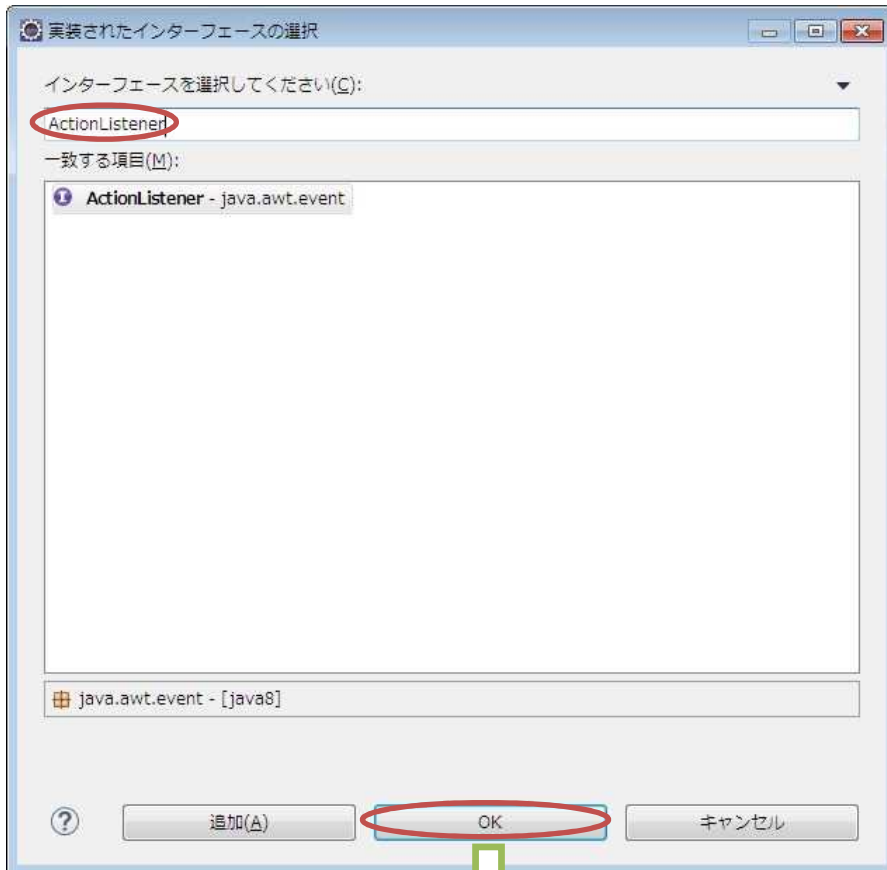 実装されたインターフェースの選択
インターフェースを選択してください(C):
ActionListener
一致する項目(M):
ActionListener - java.awt.event
java.awt.event - [java8]
追加(A) OK キャンセル